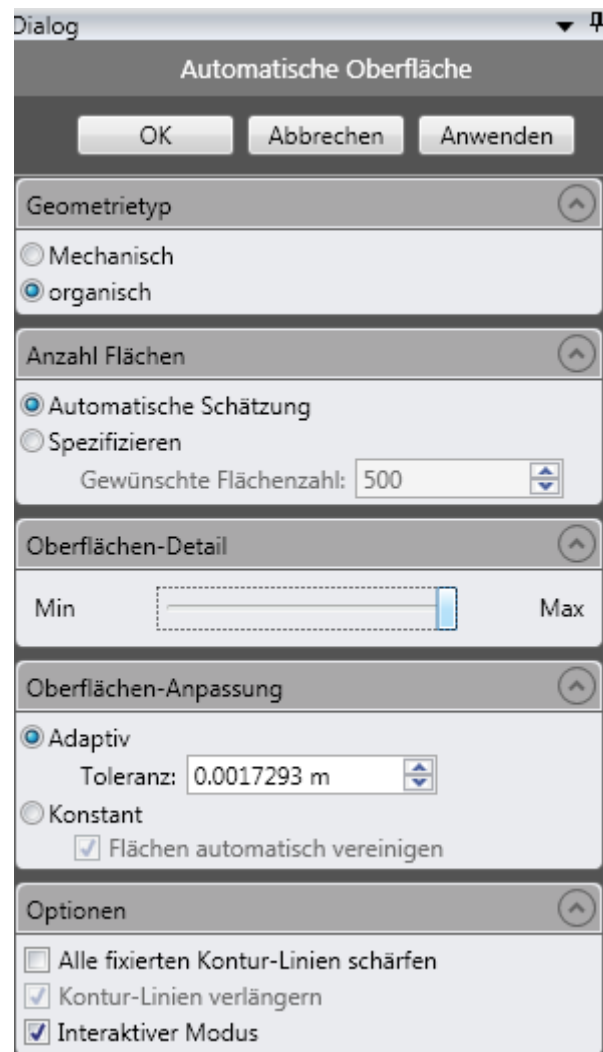 Dialog
Automatische Oberfläche
OK Abbrechen Anwenden
Geometrietyp
Mechanisch
organisch
Anzahl Flächen
Automatische Schätzung
Spezifizieren
Gewünschte Flächenzahl: 500
Oberflächen-Detail
Min Max
Oberflächen-Anpassung
Adaptiv
Toleranz: 0.0017293 m
Konstant
Flächen automatisch vereinigen
Optionen
Alle fixierten Kontur-Linien schärfen
Kontur-Linien verlängern
Interaktiver Modus